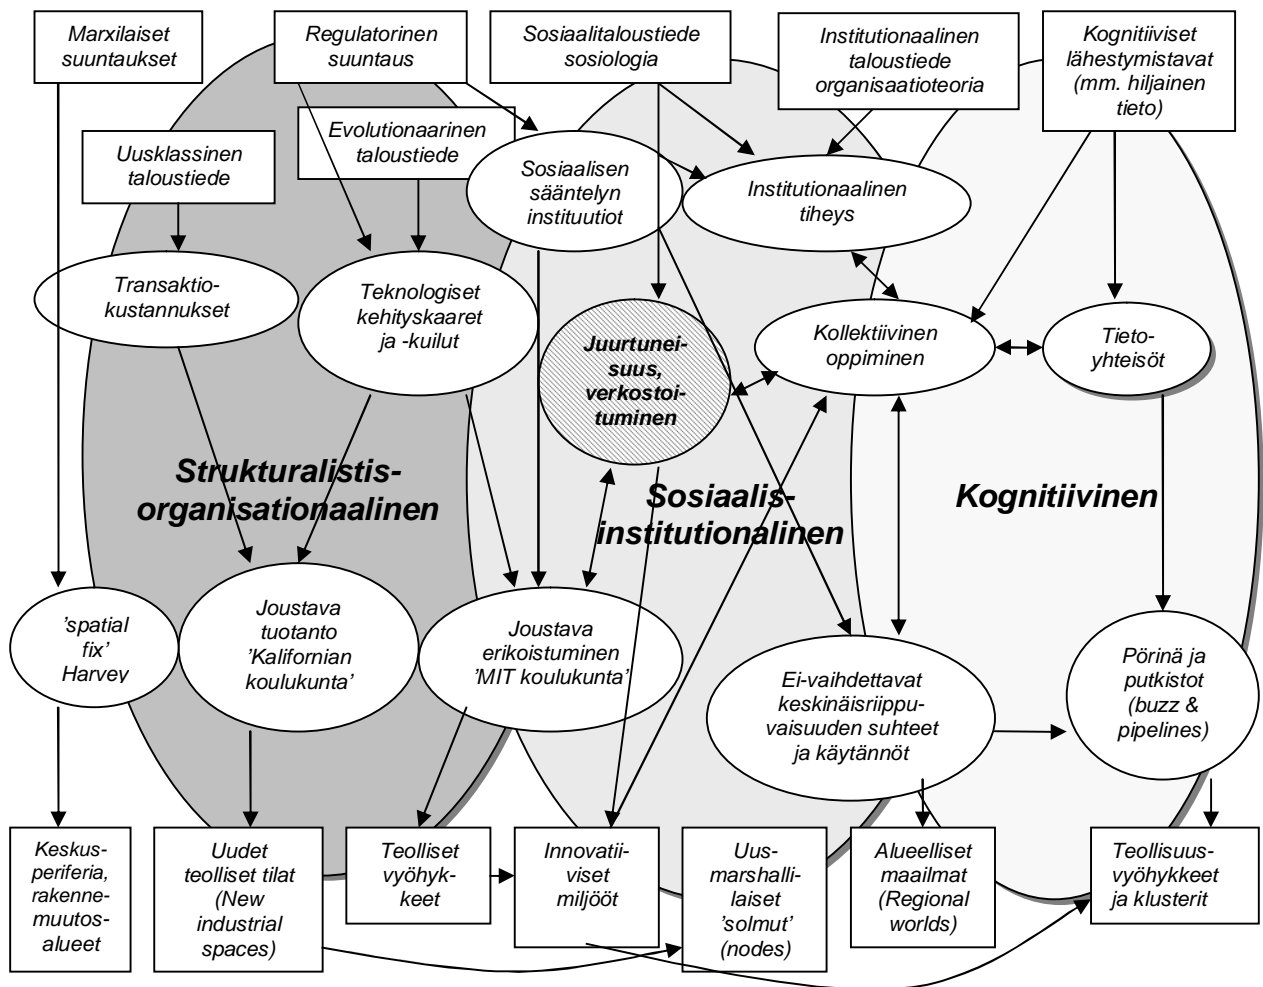 Marxilaiset
suuntaukset
Regulatorinen
suuntaus
Sosiaalitaloustiede
sosiologia
Institutionaalinen
taloustiede
organisaatioteoria
Kognitiiviset
lähestymistavat
(mm. hiljainen
tieto)
Uusklassinen
taloustiede
Evolutionaarinen
taloustiede
Sosiaalisen
sääntelyn
instituutiot
Institutionaalinen
tiheys
Transaktio-
kustannukset
Teknologiset
kehityskaaret
ja -kuilut
Juurtunei-
suus,
verkostoi-
tuminen
Kollektiivinen
oppiminen
Tieto-
yhteisöt
Strukturalistis-
organisationaalinen
Sosiaalis-
institutionalinen
Kognitiivinen
’spatial
fix’
Harvey
Joustava
tuotanto
’Kalifornian
koulukunta’
Joustava
erikoistuminen
’MIT koulukunta’
Ei-vaihdettavat
keskinäisriippu-
vaisuuden suhteet
ja käytännöt
Pörinä ja
putkistot
(buzz &
pipelines)
Keskus-
periferia,
rakenne-
muutos-
alueet
Uudet
teolliset tilat
(New
industrial
spaces)
Teolliset
vyöhyk-
keet
Innovatii-
viset
miljööt
Uus-
marshalli-
laiset
’solmut’
(nodes)
Alueelliset
maailmat
(Regional
worlds)
Teollisuus-
vyöhykkeet
ja klusterit